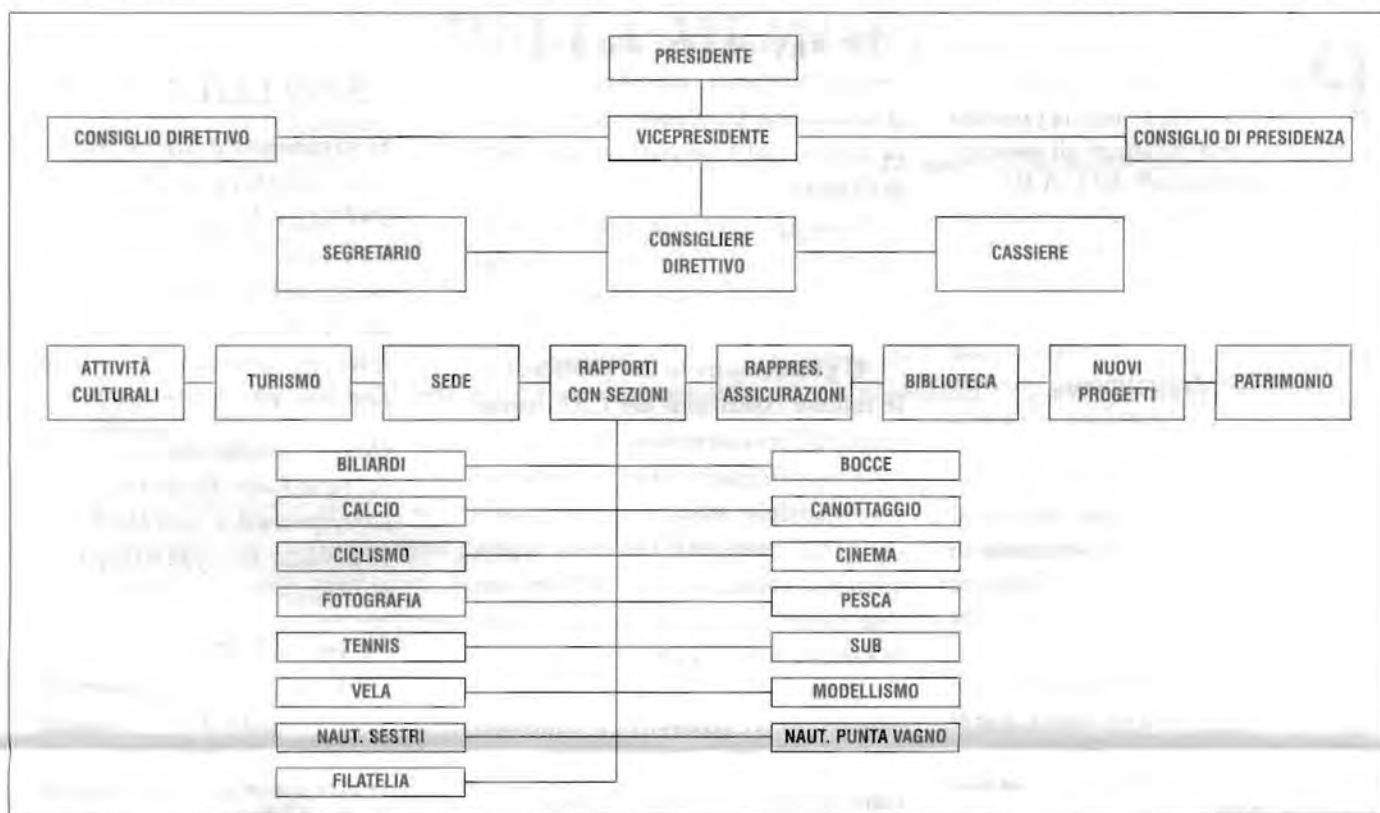 PRESIDENTE
CONSIGLIO DIRETTIVO
VICEPRESIDENTE
CONSIGLIO DI PRESIDENZA
SEGRETARIO
CONSIGLIERE
DIRETTIVO
CASSIERE
ATTIVITÀ
CULTURALI
TURISMO
SEDE
RAPPORTI
CON SEZIONI
RAPPRES.
ASSICURAZIONI
BIBLIOTECA
NUOVI
PROGETTI
PATRIMONIO
BILIARDI
BOCCE
CALCIO
CANOTTAGGIO
CICLISMO
CINEMA
FOTOGRAFIA
PESCA
TENNIS
SUB
VELA
MODELLISMO
NAUT. SESTRI
NAUT. PUNTA VAGNO
FILATELIA